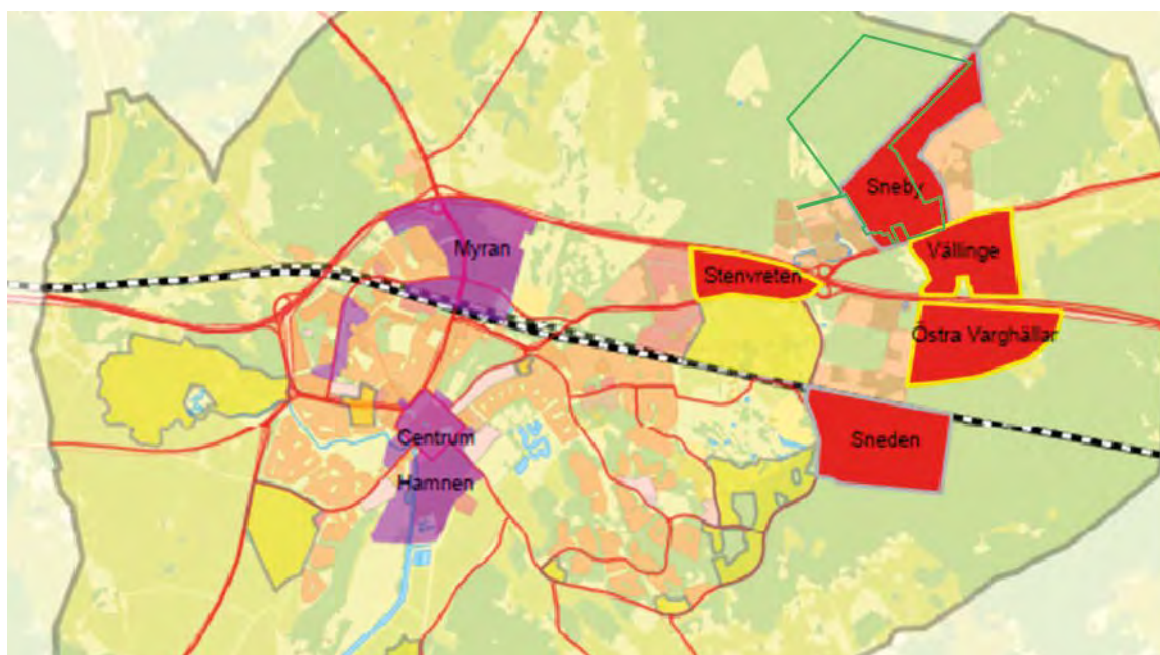 Sneby
Myran
Vällinge
Stenvreten
Östra Varghällar
Centrum
Sneden
Hamnen